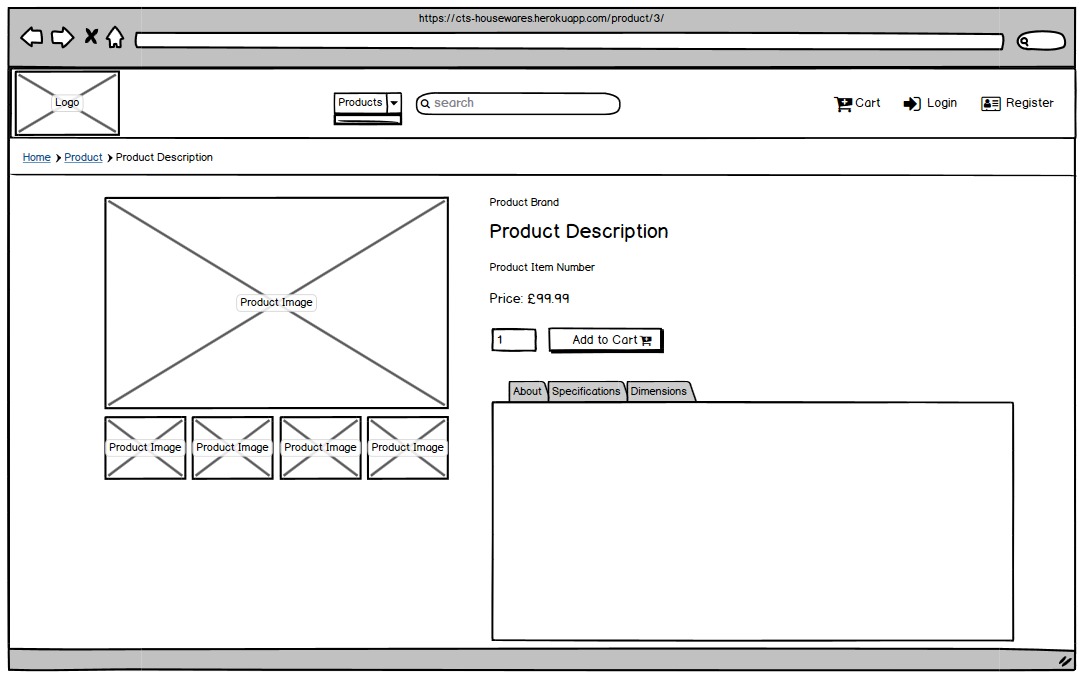 https://cts-housewares.herokuapp.com/product/3/
Logo
Products
search
Cart
Login
Register
Home Product Product Description
Product Image
Product Image
Product Image
Product Image
Product Image
Product Brand
Product Description
Product Item Number
Price: £99.99
1
Add to Cart
About
Specifications
Dimensions